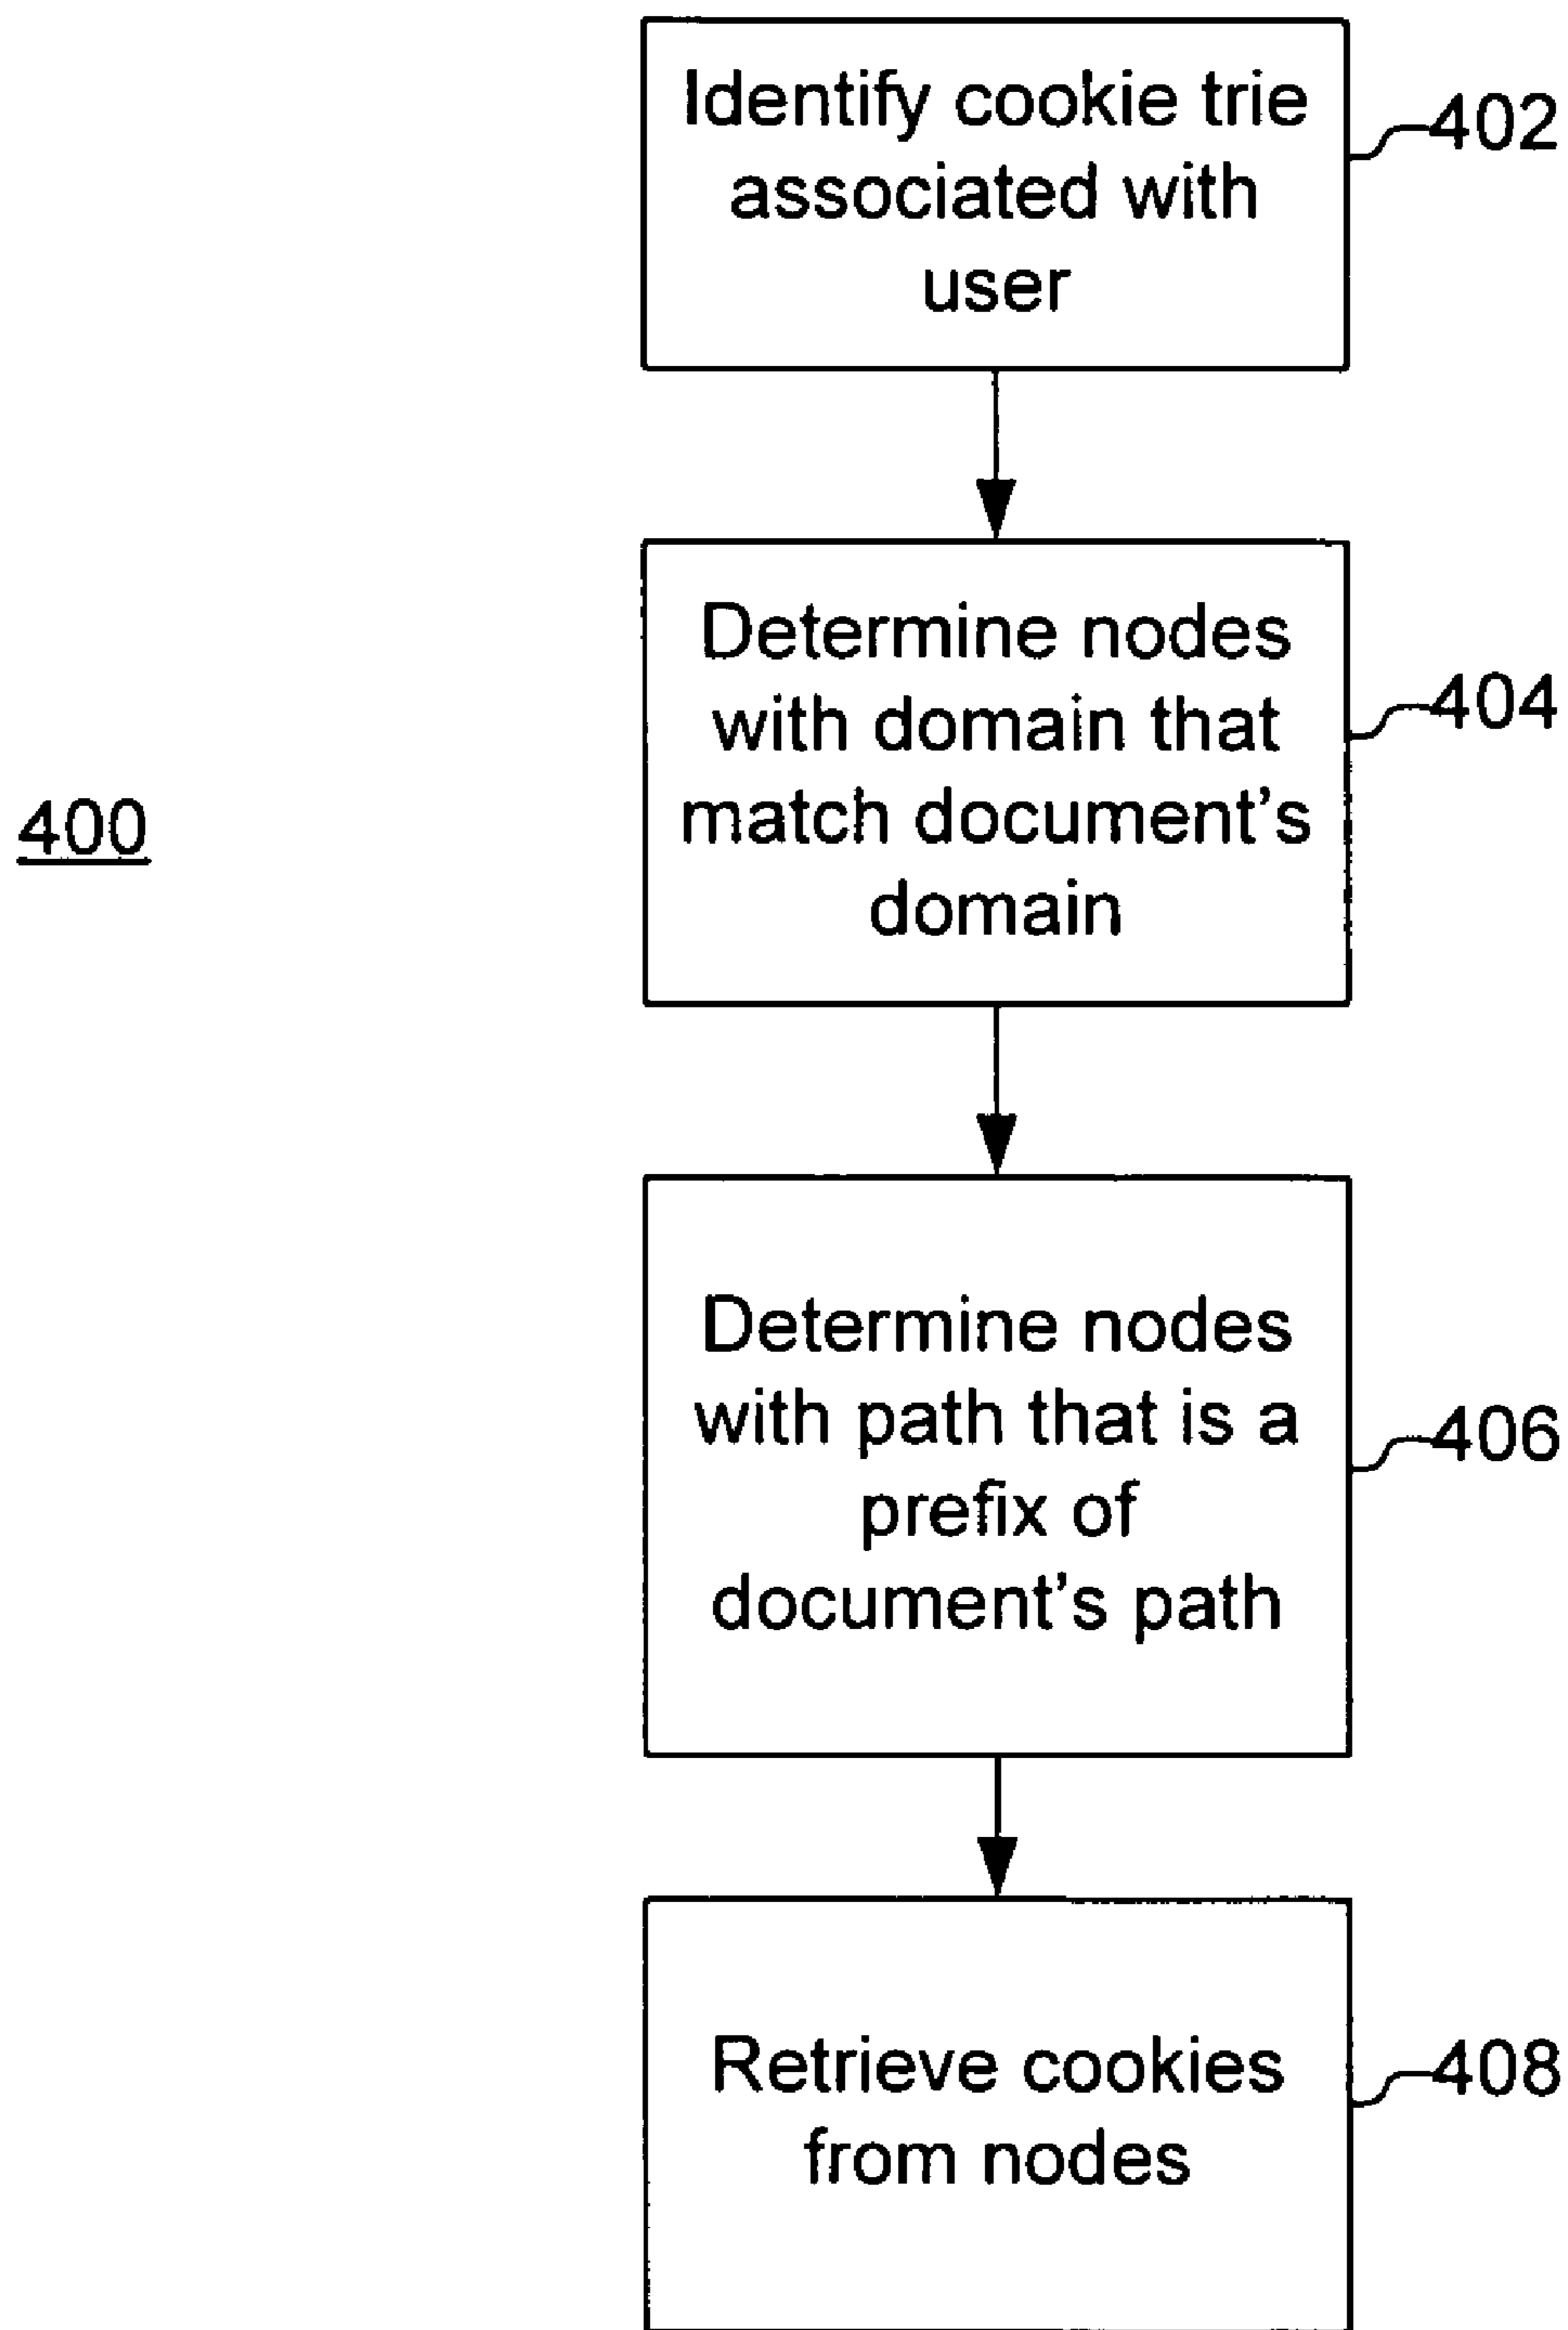 Identify cookie trie
associated with
user
402
Determine nodes
with domain that
match document's
domain
404
400
Determine nodes
with path that is a
prefix of
document's path
406
Retrieve cookies
from nodes
408